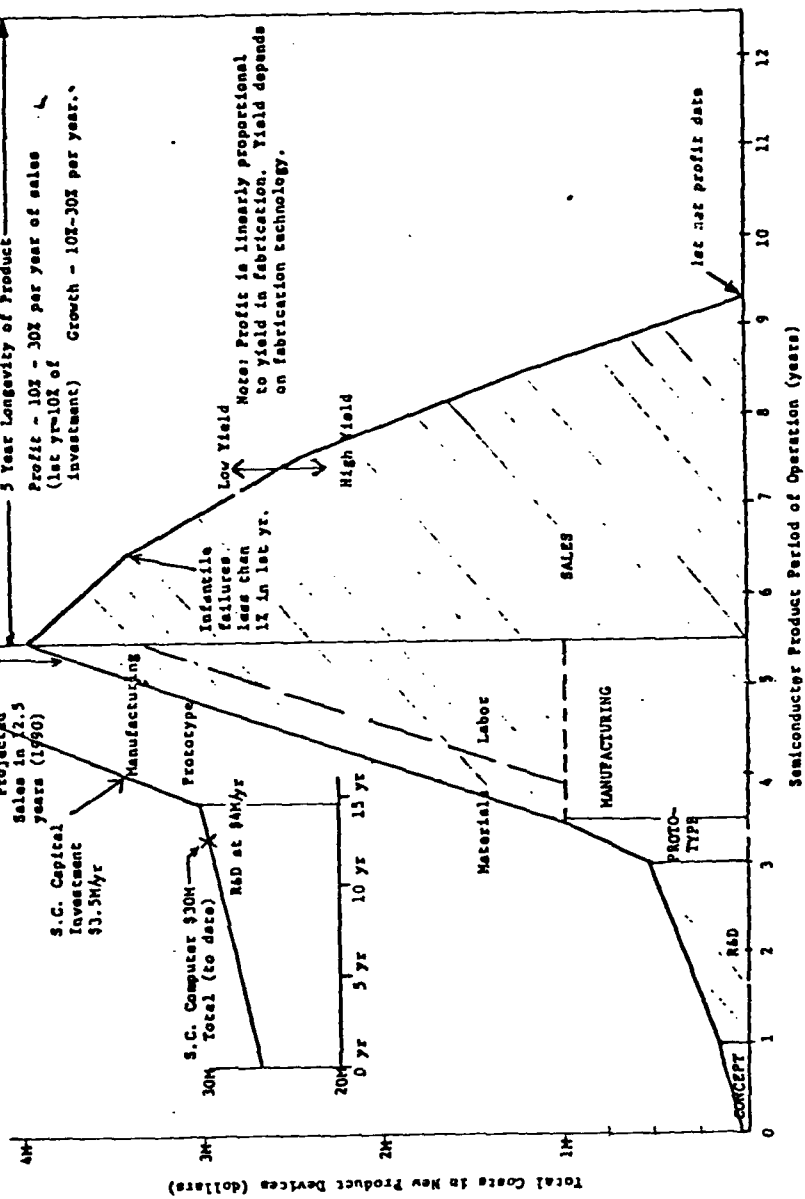 5 Year Longevity of Product
Profit - 10% - 30% per year of sales
(1st yr=10% of
investment) Growth - 10%-30% per year.
Projected
Sales in 12.5
years (1990)
S.C. Capital
Investment
$3.5M/yr
Manufacturing
Prototype
S.C. Computer $30M
Total (to date)
R&D at $4M/yr
30M
20M
0 yr
5 yr
10 yr
15 yr
Infantile
failures
less than
1% in 1st yr.
Low Yield
High Yield
Note: Profit is linearly proportional
to yield in fabrication. Yield depends
on fabrication technology.
1st net profit date
Materials
Labor
SALES
MANUFACTURING
PROTO-
TYPE
R&D
CONCEPT
4M
3M
2M
1M
0
1
2
3
4
5
6
7
8
9
10
11
12
Total Costs in New Product Devices (dollars)
Semiconductor Product Period of Operation (years)